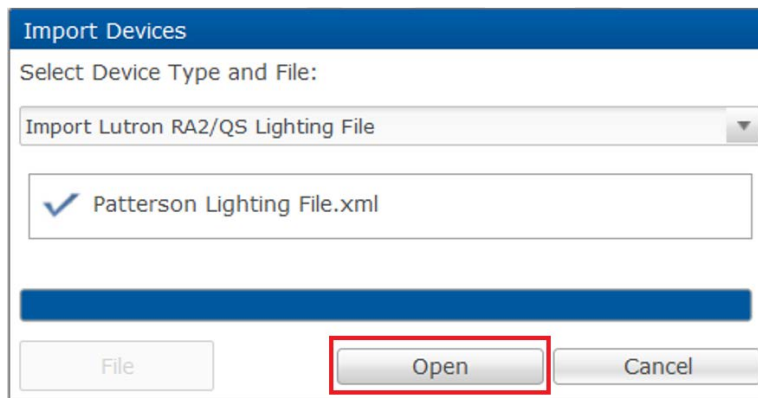 Import Devices
Select Device Type and File:
Import Lutron RA2/QS Lighting File
Patterson Lighting File.xml
File Open Cancel